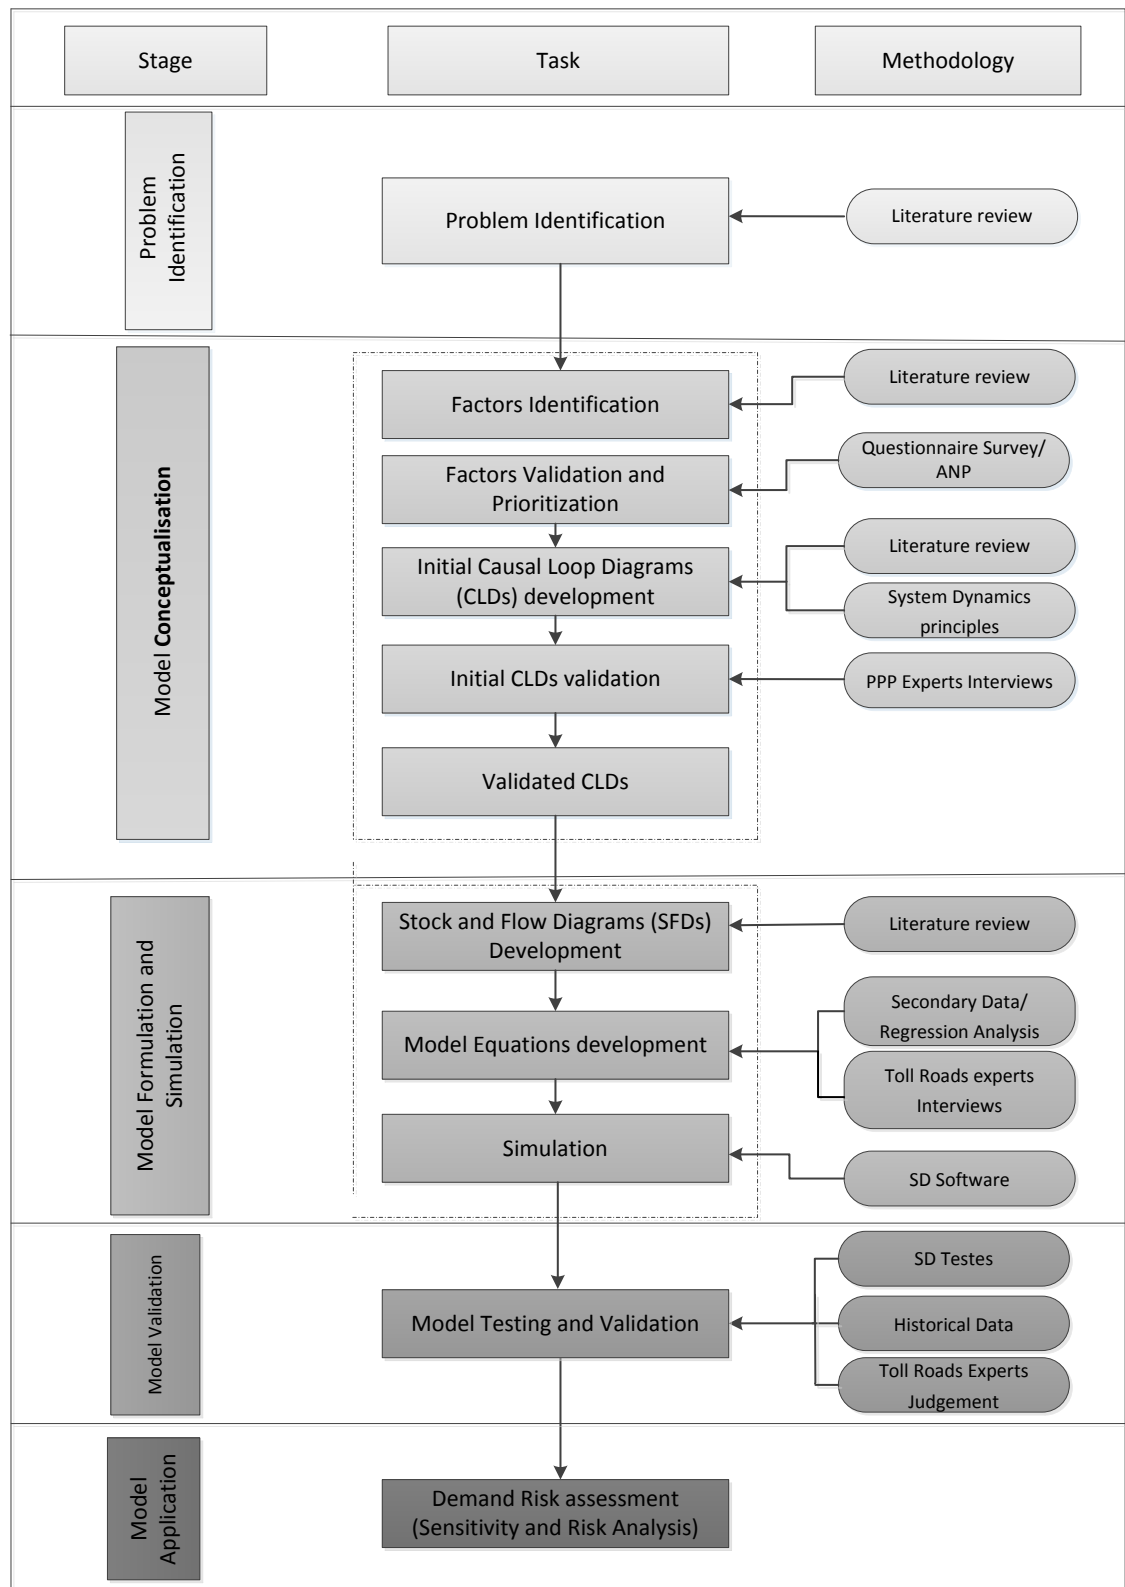 Stage
Task
Methodology
Problem
Identification
Problem Identification
Literature review
Model Conceptualisation
Factors Identification
Literature review
Factors Validation and
Prioritization
Questionnaire Survey/
ANP
Initial Causal Loop Diagrams
(CLDs) development
Literature review
System Dynamics
principles
Initial CLDs validation
PPP Experts Interviews
Validated CLDs
Model Formulation and
Simulation
Stock and Flow Diagrams (SFDs)
Development
Literature review
Model Equations development
Secondary Data/
Regression Analysis
Toll Roads experts
Interviews
Simulation
SD Software
Model Validation
Model Testing and Validation
SD Testes
Historical Data
Toll Roads Experts
Judgement
Model
Application
Demand Risk assessment
(Sensitivity and Risk Analysis)